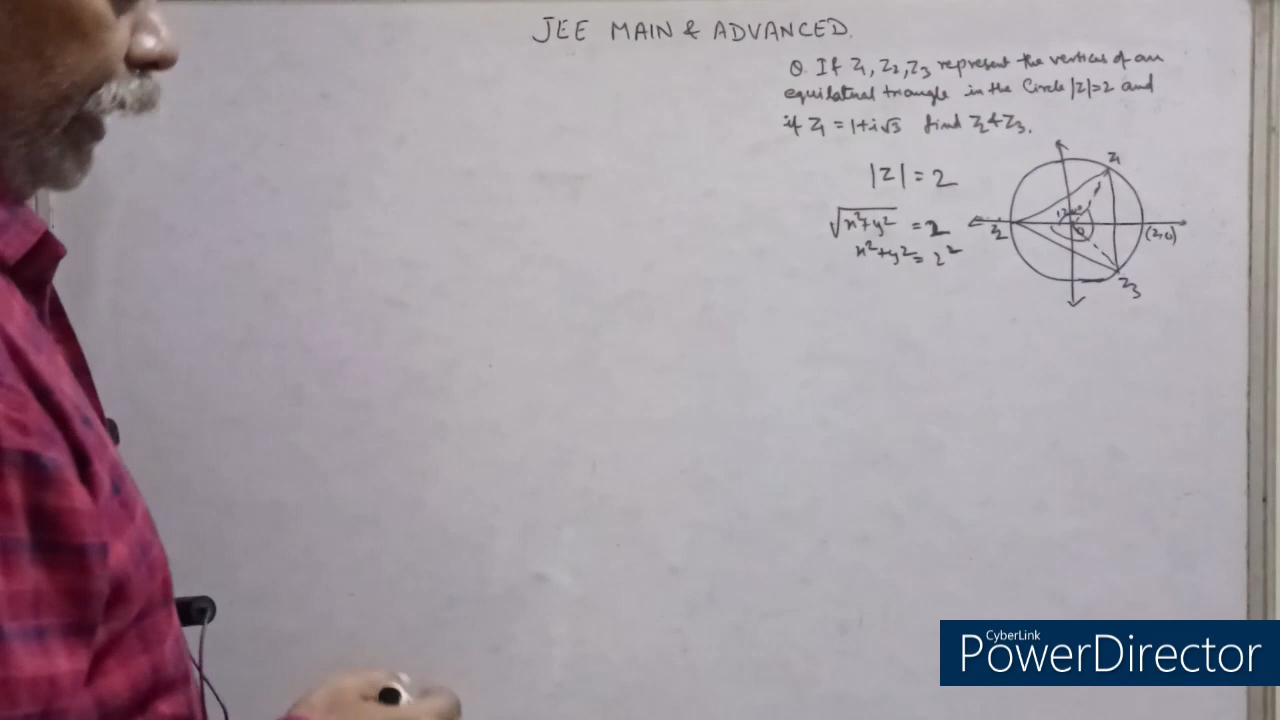 JEE MAIN & ADVANCED.
Q. If Z1, Z2, Z3 represent the vertices of an
equilateral triangle in the Circle |Z|=2 and
if Z1 = 1+i√3 find Z2 & Z3.
|Z| = 2
√x²+y² = 2
x²+y² = 2²
Z1
120°
Z2
0
(2,0)
Z3
CyberLink
PowerDirector